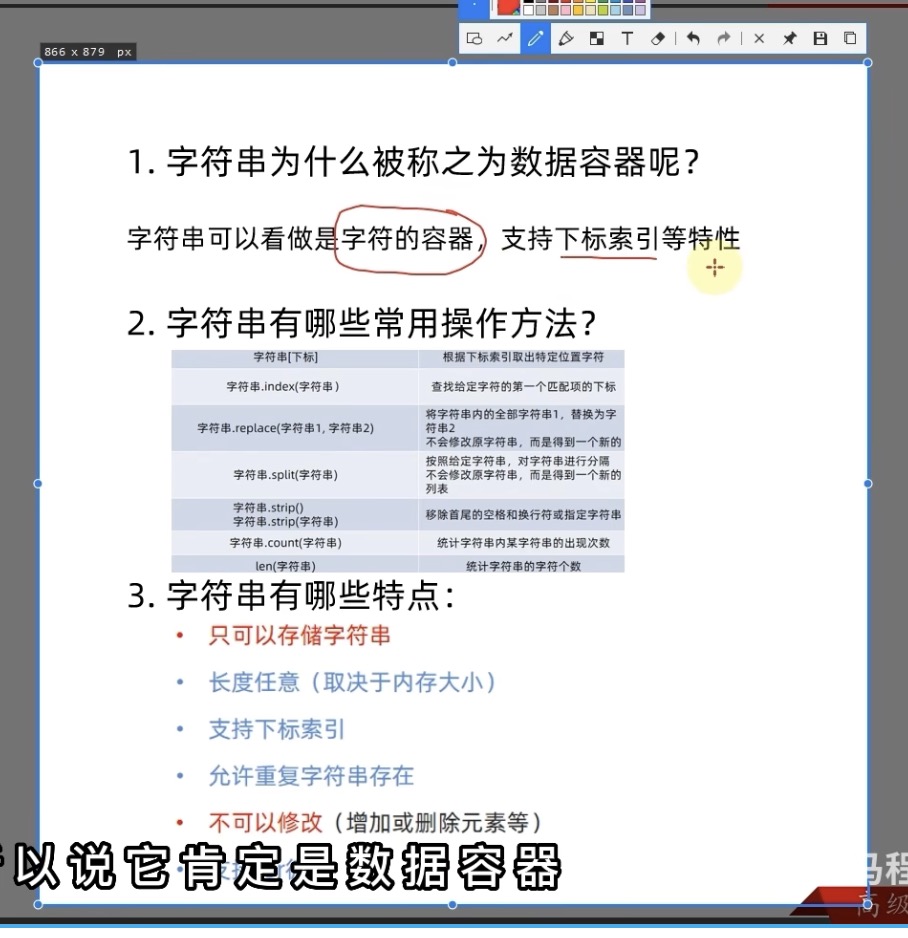 866 x 879 px
T
1. 字符串为什么被称之为数据容器呢？
字符串可以看做是字符的容器，支持下标索引等特性
2. 字符串有哪些常用操作方法？
字符串[下标] 根据下标索引取出特定位置字符
字符串.index(字符串) 查找给定字符的第一个匹配项的下标
字符串.replace(字符串1, 字符串2) 将字符串内的全部字符串1，替换为字
符串2
不会修改原字符串，而是得到一个新的
字符串.split(字符串) 按照给定字符串，对字符串进行分隔
不会修改原字符串，而是得到一个新的
列表
字符串.strip()
字符串.strip(字符串) 移除首尾的空格和换行符或指定字符串
字符串.count(字符串) 统计字符串内某字符串的出现次数
len(字符串) 统计字符串的字符个数
3. 字符串有哪些特点：
• 只可以存储字符串
• 长度任意（取决于内存大小）
• 支持下标索引
• 允许重复字符串存在
• 不可以修改（增加或删除元素等）
以说它肯定是数据容器
马程
高级